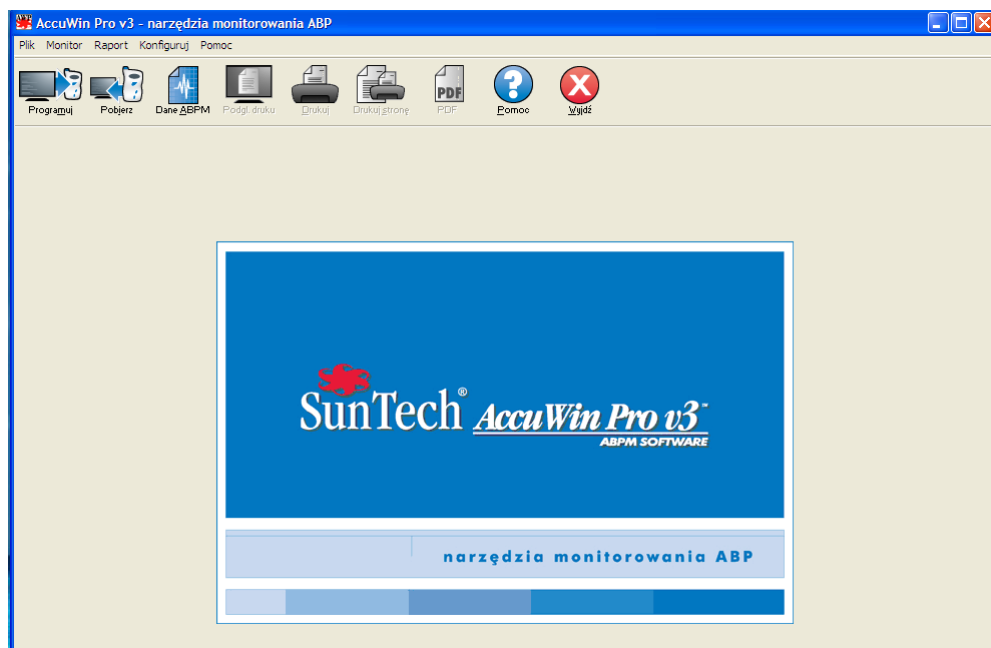 AccuWin Pro v3 - narzędzia monitorowania ABP
Plik Monitor Raport Konfiguruj Pomoc
Programuj Pobierz Dane ABPM Podgl. druku Drukuj Drukuj stronę PDF Pomoc Wyjdź
SunTech® AccuWin Pro v3™
ABPM SOFTWARE
narzędzia monitorowania ABP